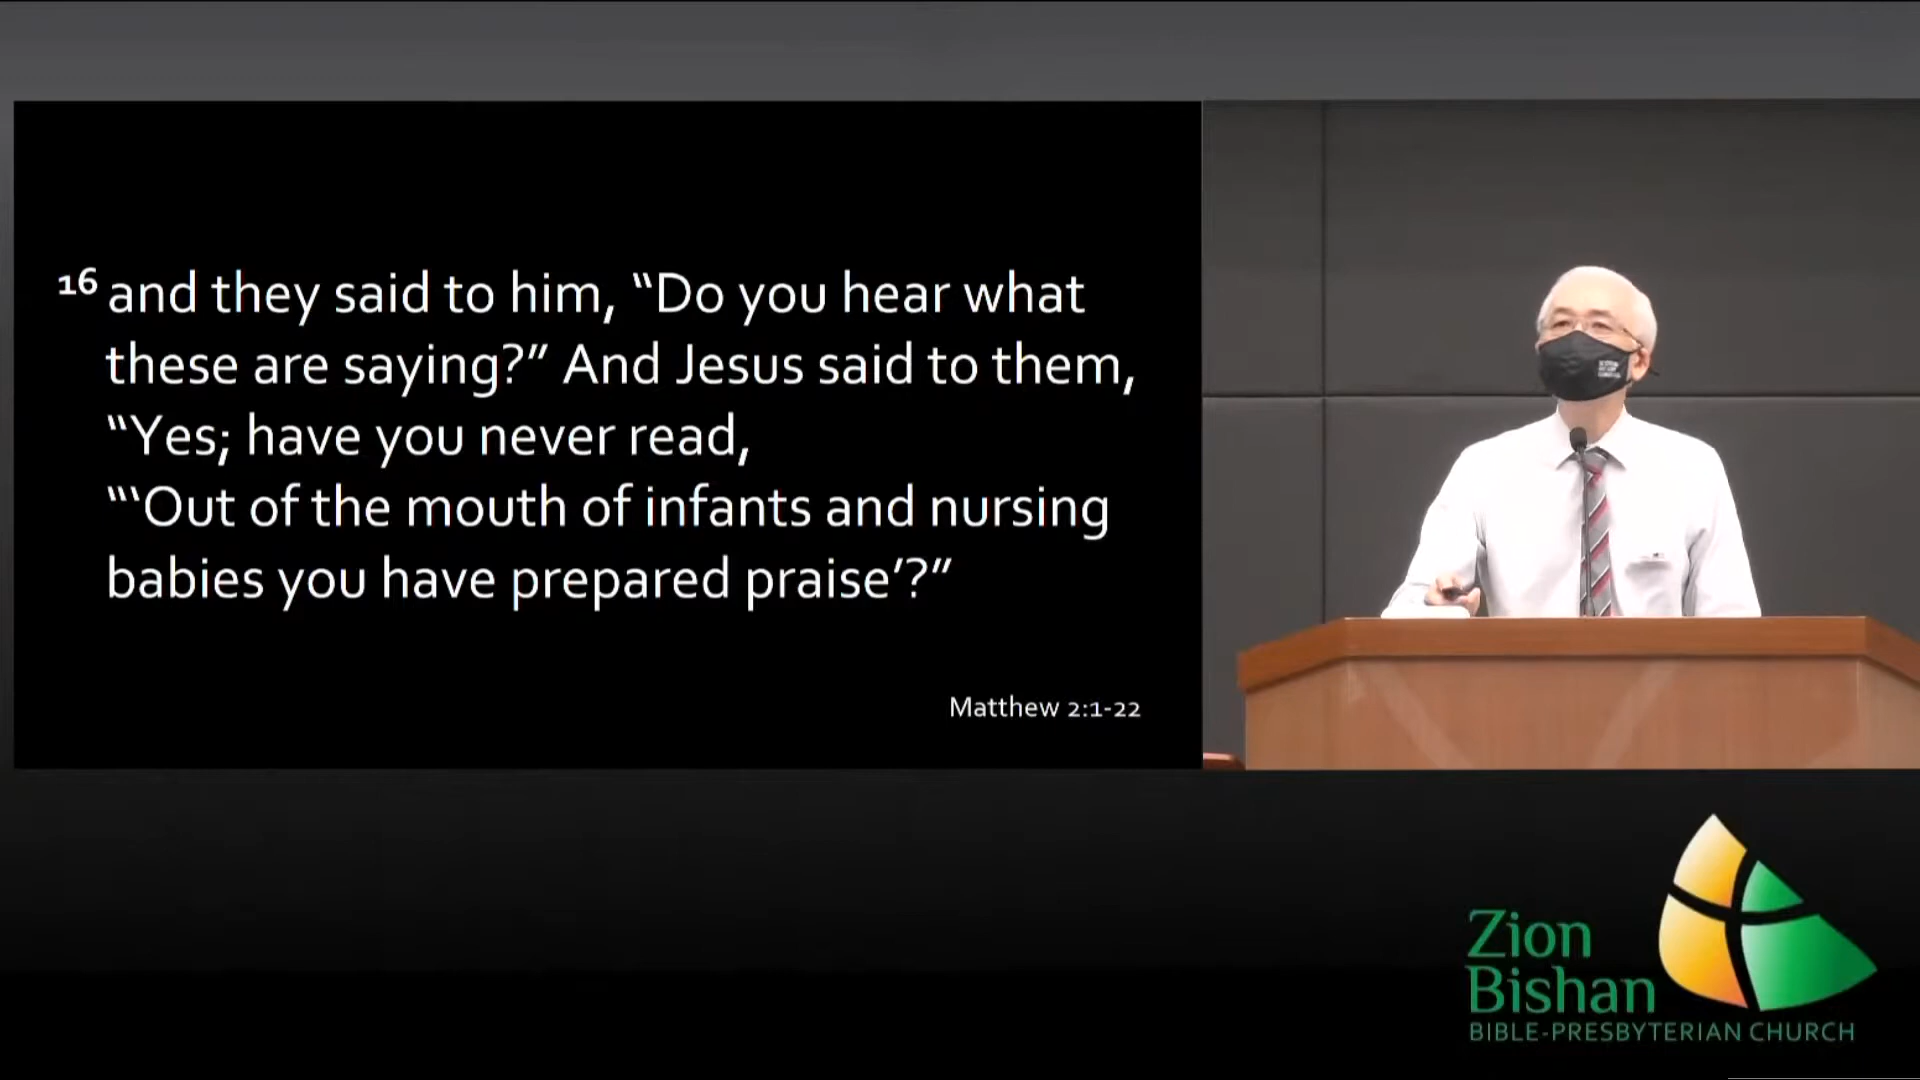 16 and they said to him, “Do you hear what
these are saying?” And Jesus said to them,
“Yes; have you never read,
“‘Out of the mouth of infants and nursing
babies you have prepared praise’?”
Matthew 2:1-22
Zion
Bishan
BIBLE-PRESBYTERIAN CHURCH